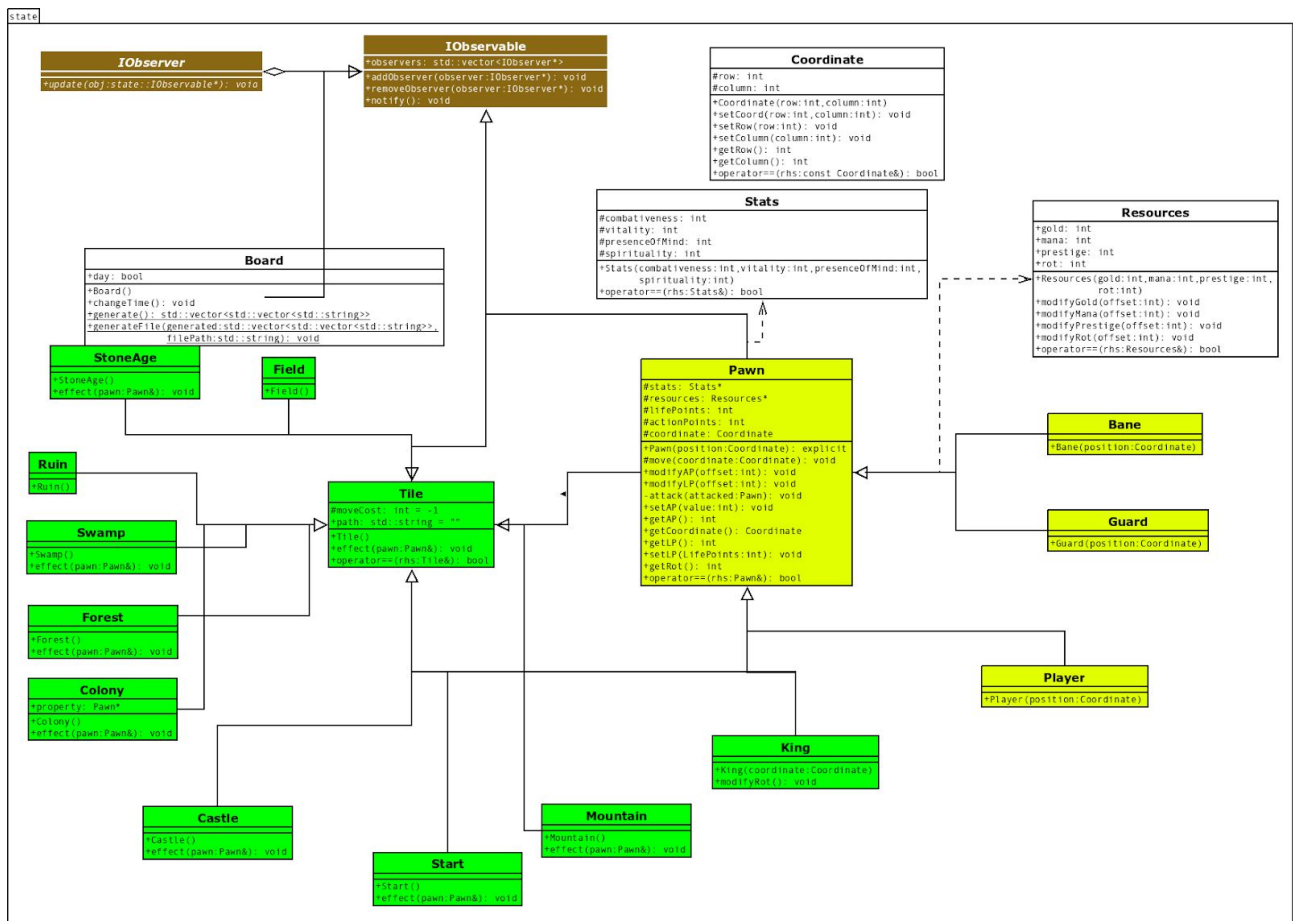 state
IObserver
+update(obj:state::IObservable*): void
IObservable
+observers: std::vector<IObserver*>
+addObserver(observer:IObserver*): void
+removeObserver(observer:IObserver*): void
+notify(): void
Coordinate
#row: int
#column: int
+Coordinate(row:int,column:int)
+setCoord(row:int,column:int): void
+setRow(row:int): void
+setColumn(column:int): void
+getRow(): int
+getColumn(): int
+operator==(rhs:const Coordinate&): bool
Stats
#combativeness: int
#vitality: int
#presenceOfMind: int
#spirituality: int
+Stats(combativeness:int,vitality:int,presenceOfMind:int,
spirituality:int)
+operator==(rhs:Stats&): bool
Resources
+gold: int
+mana: int
+prestige: int
+rot: int
+Resources(gold:int,mana:int,prestige:int,
rot:int)
+modifyGold(offset:int): void
+modifyMana(offset:int): void
+modifyPrestige(offset:int): void
+modifyRot(offset:int): void
+operator==(rhs:Resources&): bool
Board
+day: bool
+Board()
+changeTime(): void
+generate(): std::vector<std::vector<std::string>>
+generateFile(generated:std::vector<std::vector<std::string>>,
filePath:std::string): void
StoneAge
+StoneAge()
+effect(pawn:Pawn&): void
Field
+Field()
Pawn
#stats: Stats*
#resources: Resources*
#lifePoints: int
#actionPoints: int
#coordinate: Coordinate
+Pawn(position:Coordinate): explicit
#move(coordinate:Coordinate): void
+modifyAP(offset:int): void
+modifyLP(offset:int): void
-attack(attacked:Pawn): void
+setAP(value:int): void
+getAP(): int
+getCoordinate(): Coordinate
+getLP(): int
+setLP(LifePoints:int): void
+getRot(): int
+operator==(rhs:Pawn&): bool
Bane
+Bane(position:Coordinate)
Guard
+Guard(position:Coordinate)
Ruin
+Ruin()
Tile
#moveCost: int = -1
+path: std::string = ""
+Tile()
+effect(pawn:Pawn&): void
+operator==(rhs:Tile&): bool
Swamp
+Swamp()
+effect(pawn:Pawn&): void
Forest
+Forest()
+effect(pawn:Pawn&): void
Colony
+property: Pawn*
+Colony()
+effect(pawn:Pawn&): void
Player
+Player(position:Coordinate)
King
+King(coordinate:Coordinate)
+modifyRot(): void
Castle
+Castle()
+effect(pawn:Pawn&): void
Mountain
+Mountain()
+effect(pawn:Pawn&): void
Start
+Start()
+effect(pawn:Pawn&): void